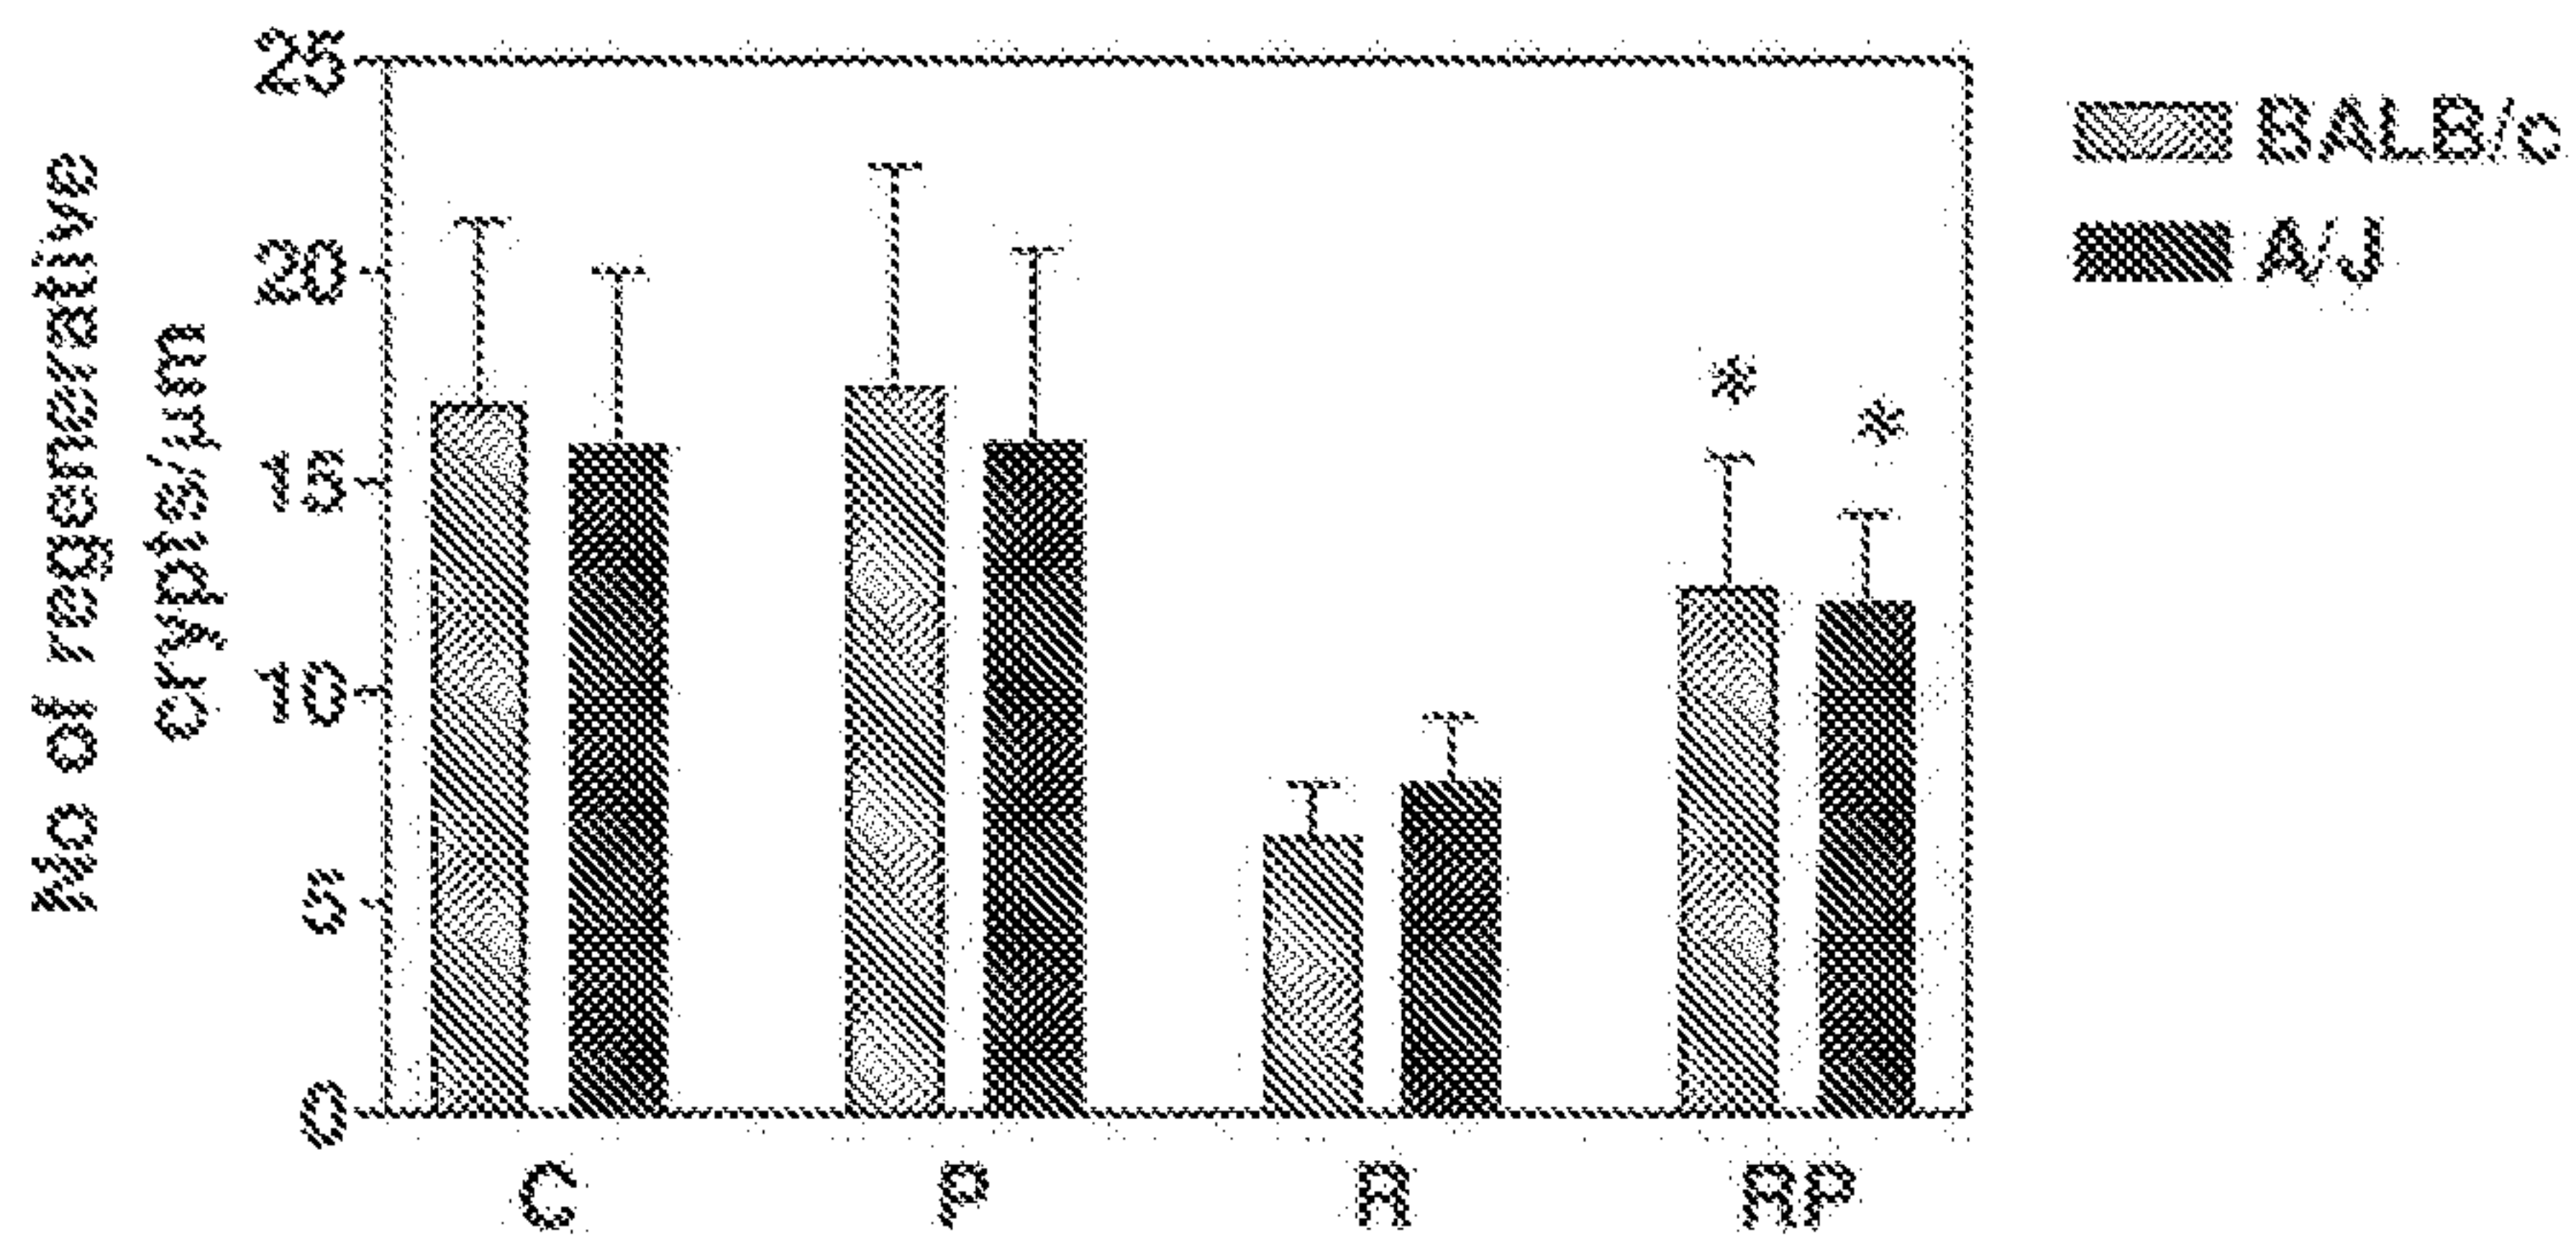 No of regenerative
crypts/µm
25
20
15
10
5
0
*
*
C
P
R
RP
BALB/c
A/J